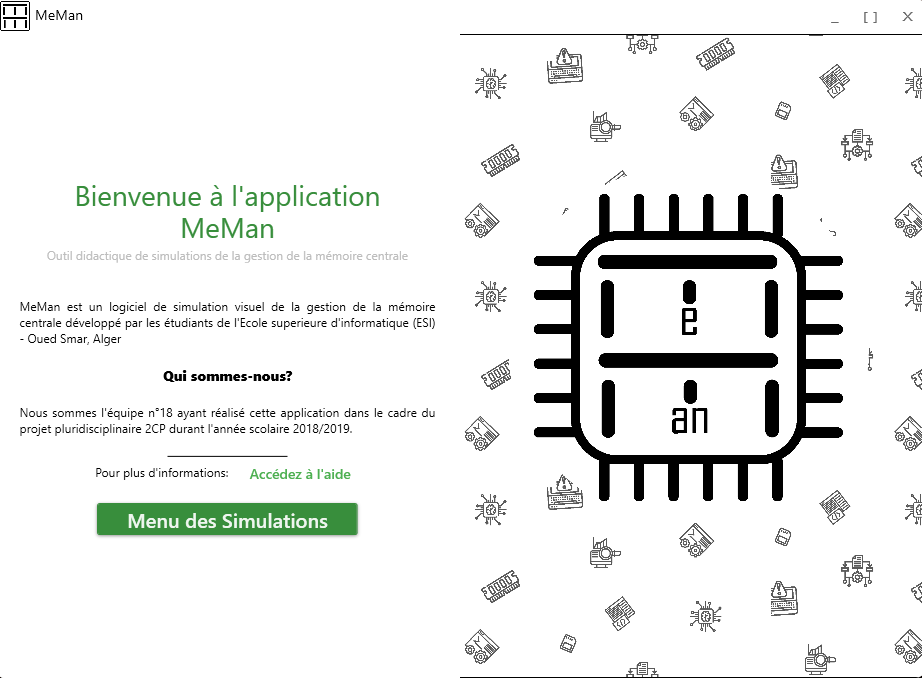 MeMan
_ [ ] X
Bienvenue à l'application
MeMan
Outil didactique de simulations de la gestion de la mémoire centrale
MeMan est un logiciel de simulation visuel de la gestion de la mémoire
centrale développé par les étudiants de l'Ecole superieure d'informatique (ESI)
- Oued Smar, Alger
Qui sommes-nous?
Nous sommes l'équipe n°18 ayant réalisé cette application dans le cadre du
projet pluridisciplinaire 2CP durant l'année scolaire 2018/2019.
Pour plus d'informations: Accédez à l'aide
Menu des Simulations
e
an